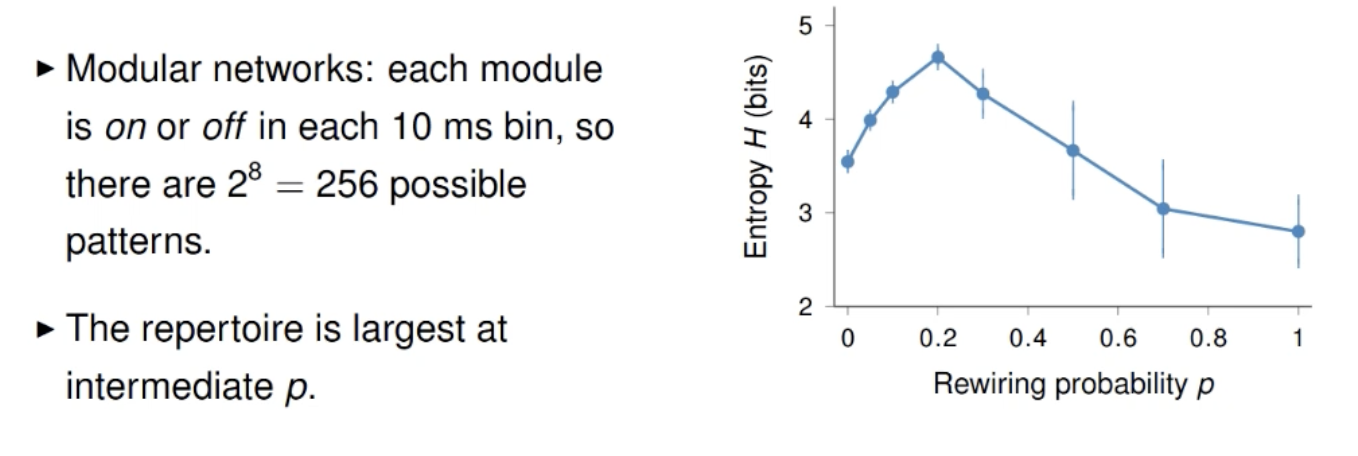 ► Modular networks: each module
is on or off in each 10 ms bin, so
there are 2⁸ = 256 possible
patterns.
► The repertoire is largest at
intermediate p.
Entropy H (bits)
5
4
3
2
0 0.2 0.4 0.6 0.8 1
Rewiring probability p